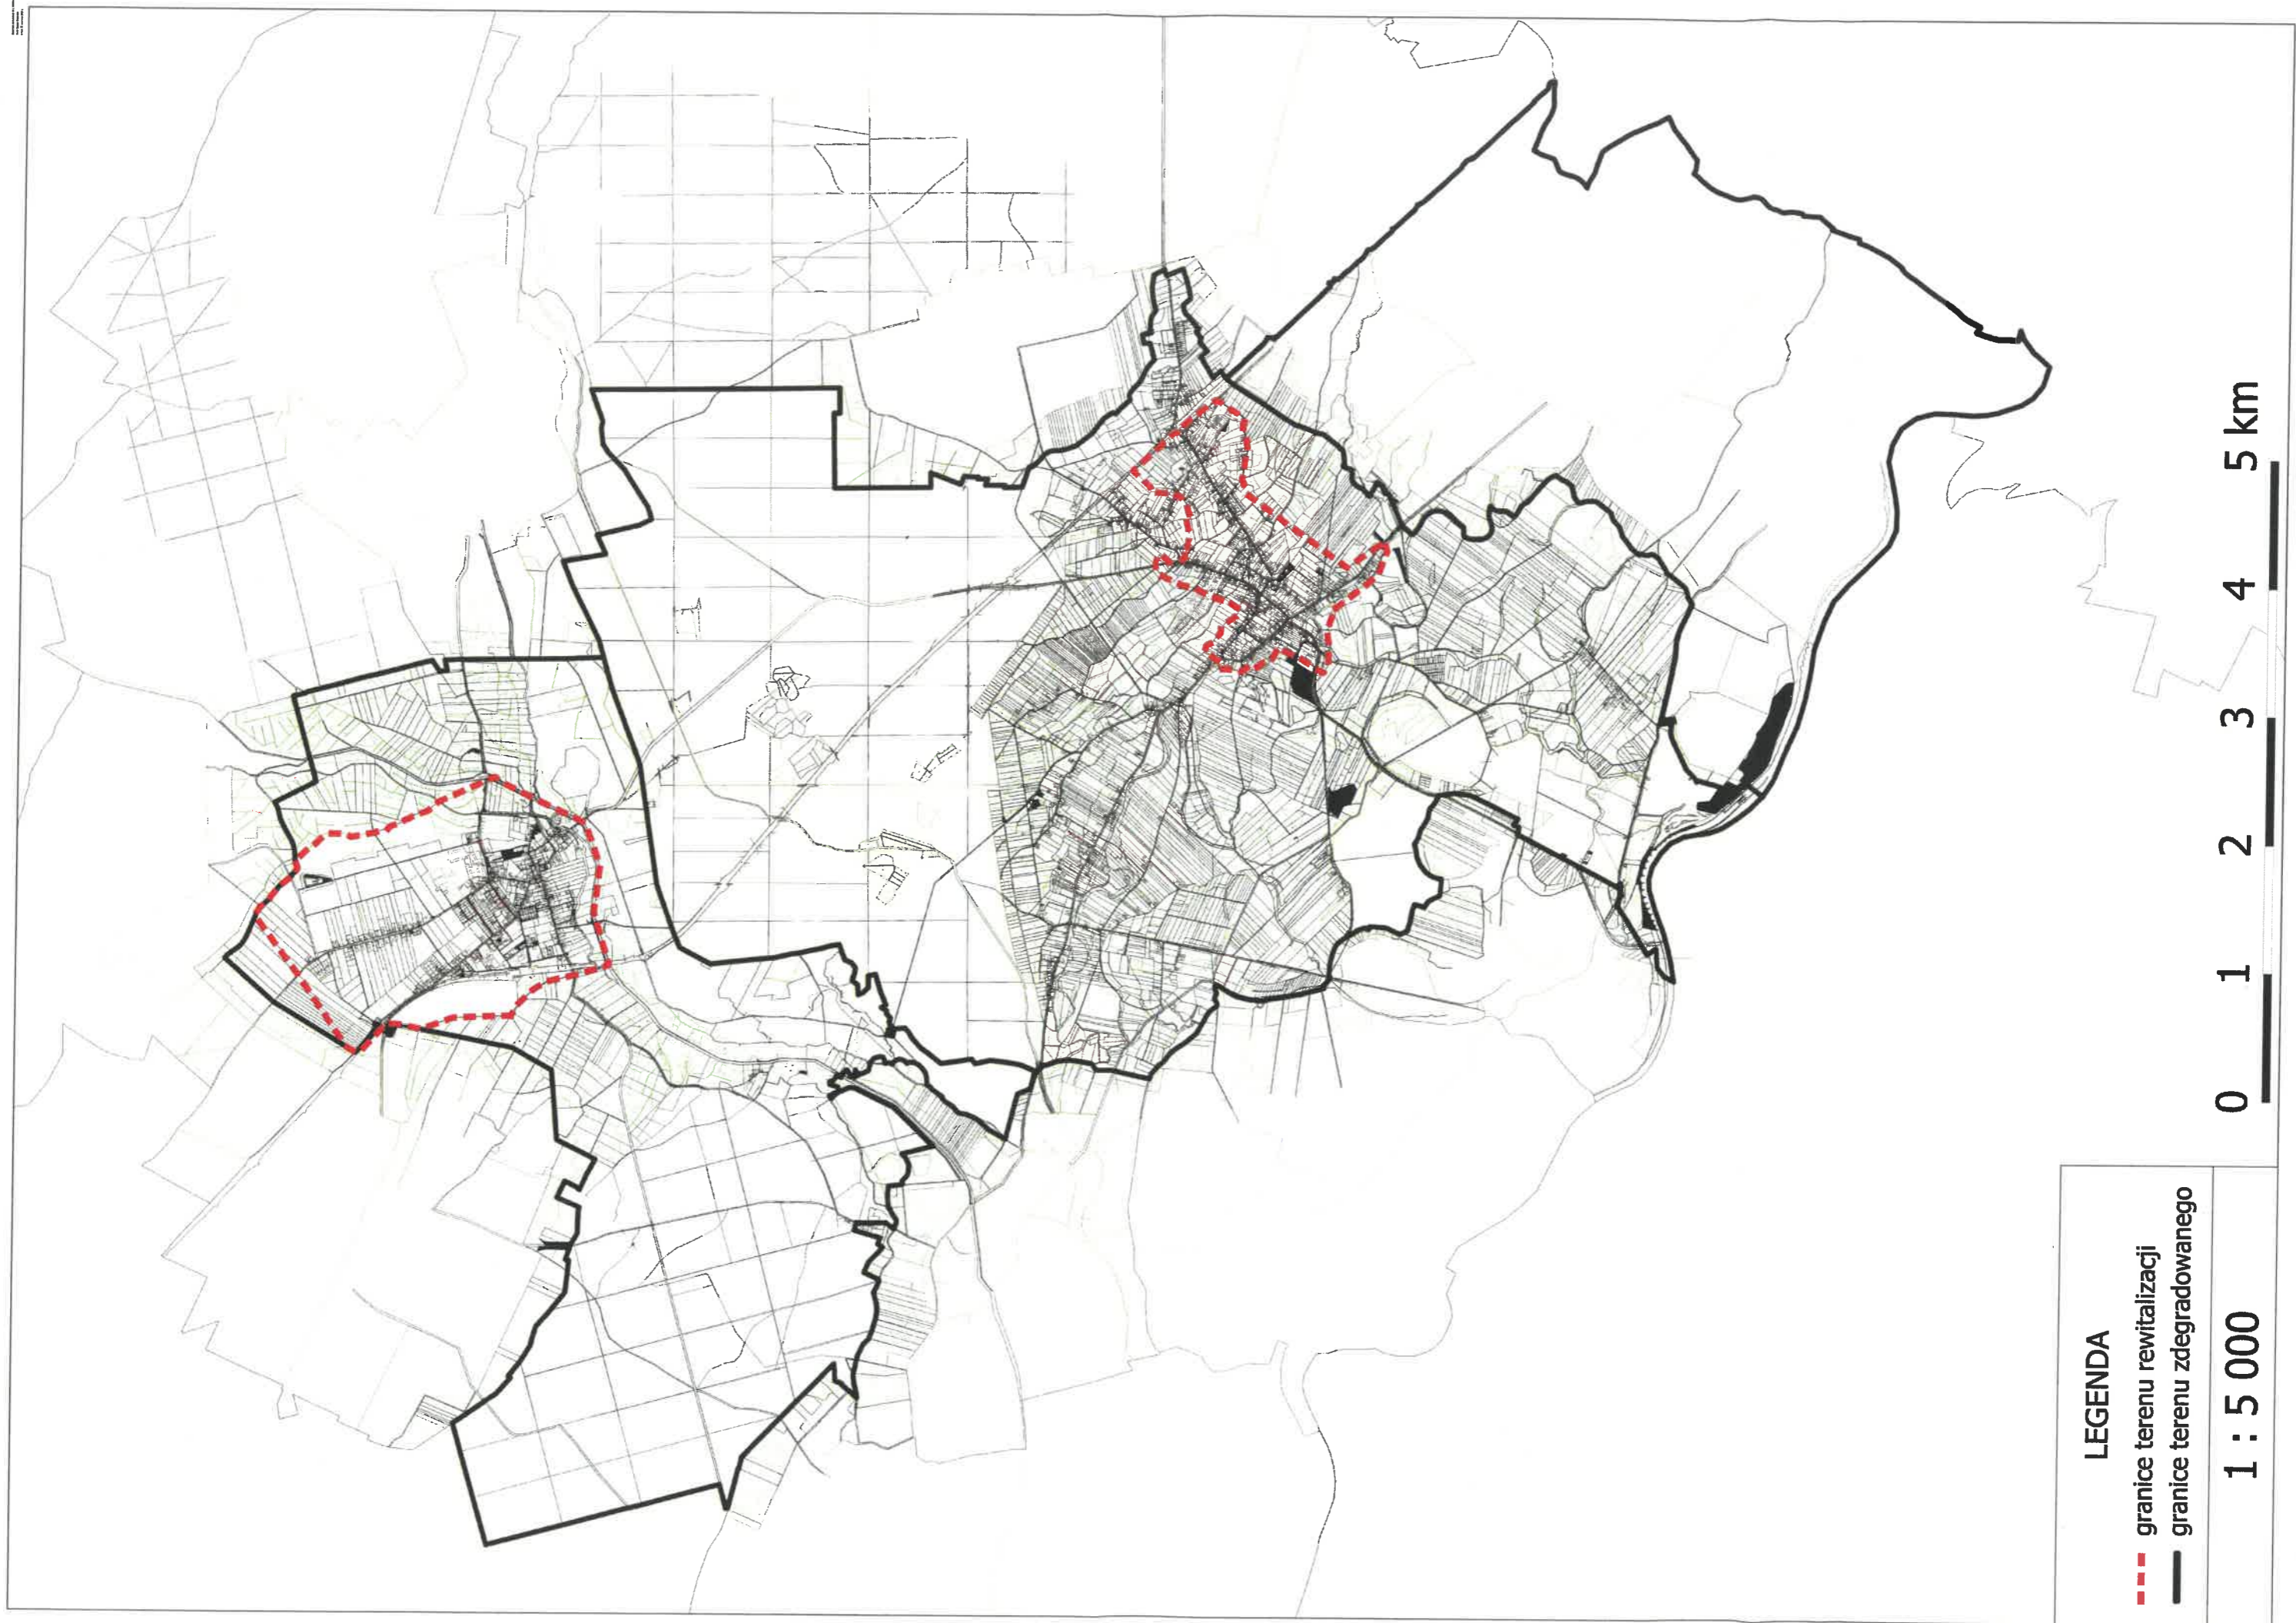 LEGENDA
granice terenu rewitalizacji
granice terenu zdegradowanego
1 : 5 000
0 1 2 3 4 5 km